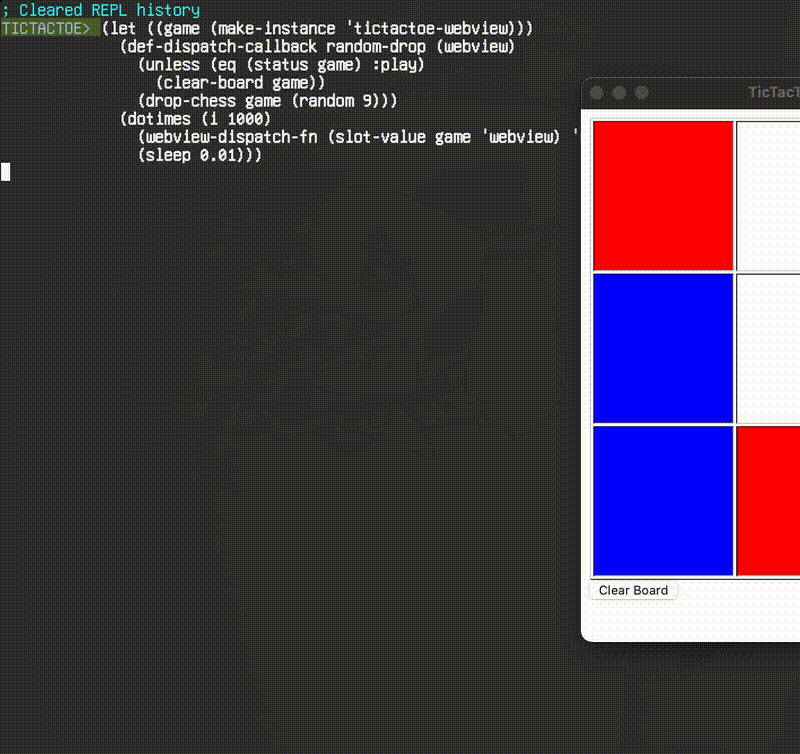 ; Cleared REPL history
TICTACTOE> (let ((game (make-instance 'tictactoe-webview)))
(def-dispatch-callback random-drop (webview)
(unless (eq (status game) :play)
(clear-board game))
(drop-chess game (random 9)))
(dotimes (i 1000)
(webview-dispatch-fn (slot-value game 'webview) '
(sleep 0.01)))
TicTacT
Clear Board